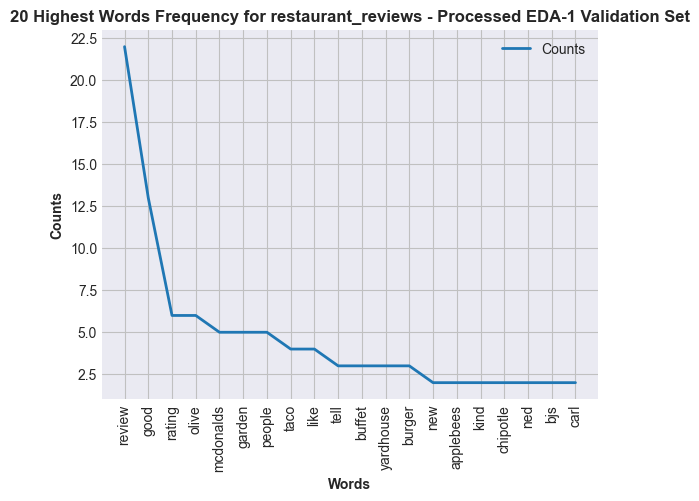 20 Highest Words Frequency for restaurant_reviews - Processed EDA-1 Validation Set
Counts
22.5
20.0
17.5
15.0
12.5
10.0
7.5
5.0
2.5
Counts
review
good
rating
olive
mcdonalds
garden
people
taco
like
tell
buffet
yardhouse
burger
new
applebees
kind
chipotle
ned
bjs
carl
Words